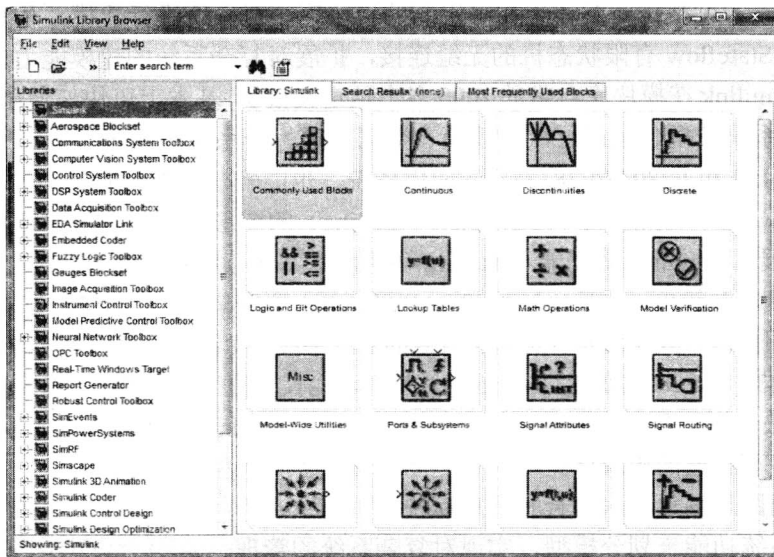 Simulink Library Browser
File Edit View Help
» Enter search term
Libraries
Library: Simulink Search Results: (none) Most Frequently Used Blocks
Simulink
Aerospace Blockset
Communications System Toolbox
Computer Vision System Toolbox
Control System Toolbox
DSP System Toolbox
Data Acquisition Toolbox
EDA Simulator Link
Embedded Coder
Fuzzy Logic Toolbox
Gauges Blockset
Image Acquisition Toolbox
Instrument Control Toolbox
Model Predictive Control Toolbox
Neural Network Toolbox
OPC Toolbox
Real-Time Windows Target
Report Generator
Robust Control Toolbox
SimEvents
SimPowerSystems
SimRF
Simscape
Simulink 3D Animation
Simulink Coder
Simulink Control Design
Simulink Design Optimization
Commonly Used Blocks
Continuous
Discontinuities
Discrete
&& > == || >= <=
y=f(u)
+ − ÷ ×
Logic and Bit Operations
Lookup Tables
Math Operations
Model Verification
Misc
? INT
Model-Wide Utilities
Ports & Subsystems
Signal Attributes
Signal Routing
y=f(t,u)
+ −
Showing: Simulink